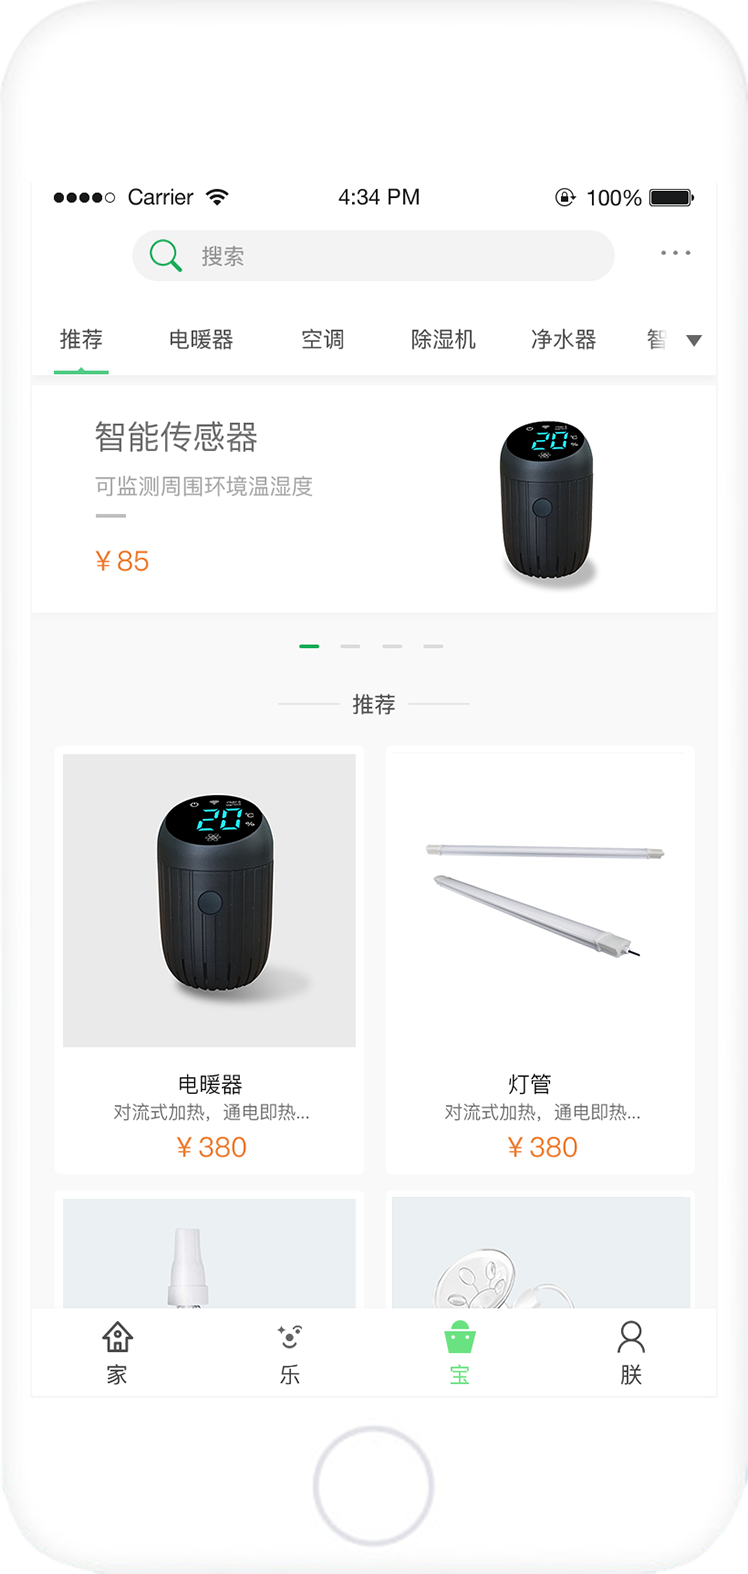 Carrier 4:34 PM 100%
搜索
推荐 电暖器 空调 除湿机 净水器 智
智能传感器
可监测周围环境温湿度
¥ 85
20 °C
%
推荐
20 °C
%
电暖器
对流式加热，通电即热...
¥ 380
灯管
对流式加热，通电即热...
¥ 380
家 乐 宝 朕